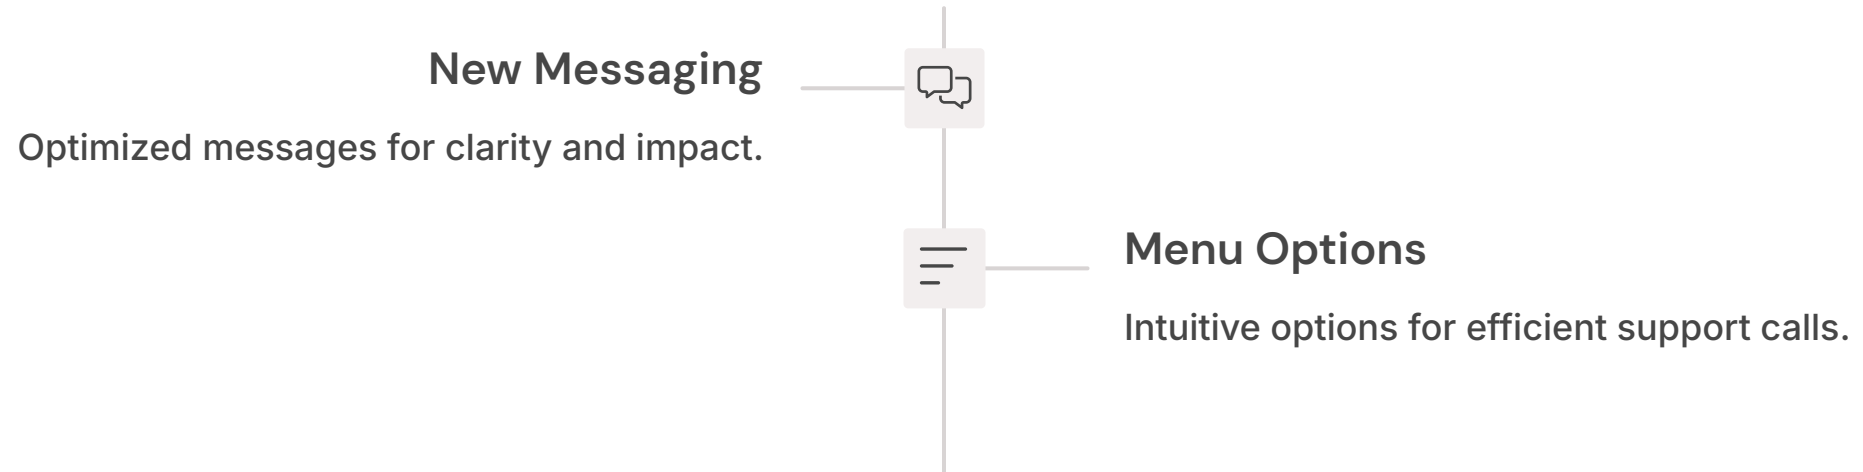 New Messaging
Optimized messages for clarity and impact.
Menu Options
Intuitive options for efficient support calls.